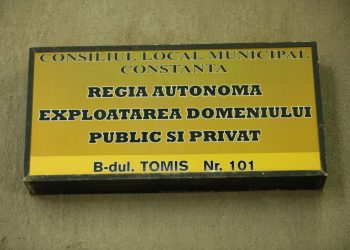 CONSILIUL LOCAL MUNICIPAL
CONSTANTA
REGIA AUTONOMA
EXPLOATAREA DOMENIULUI
PUBLIC SI PRIVAT
B-dul. TOMIS Nr. 101